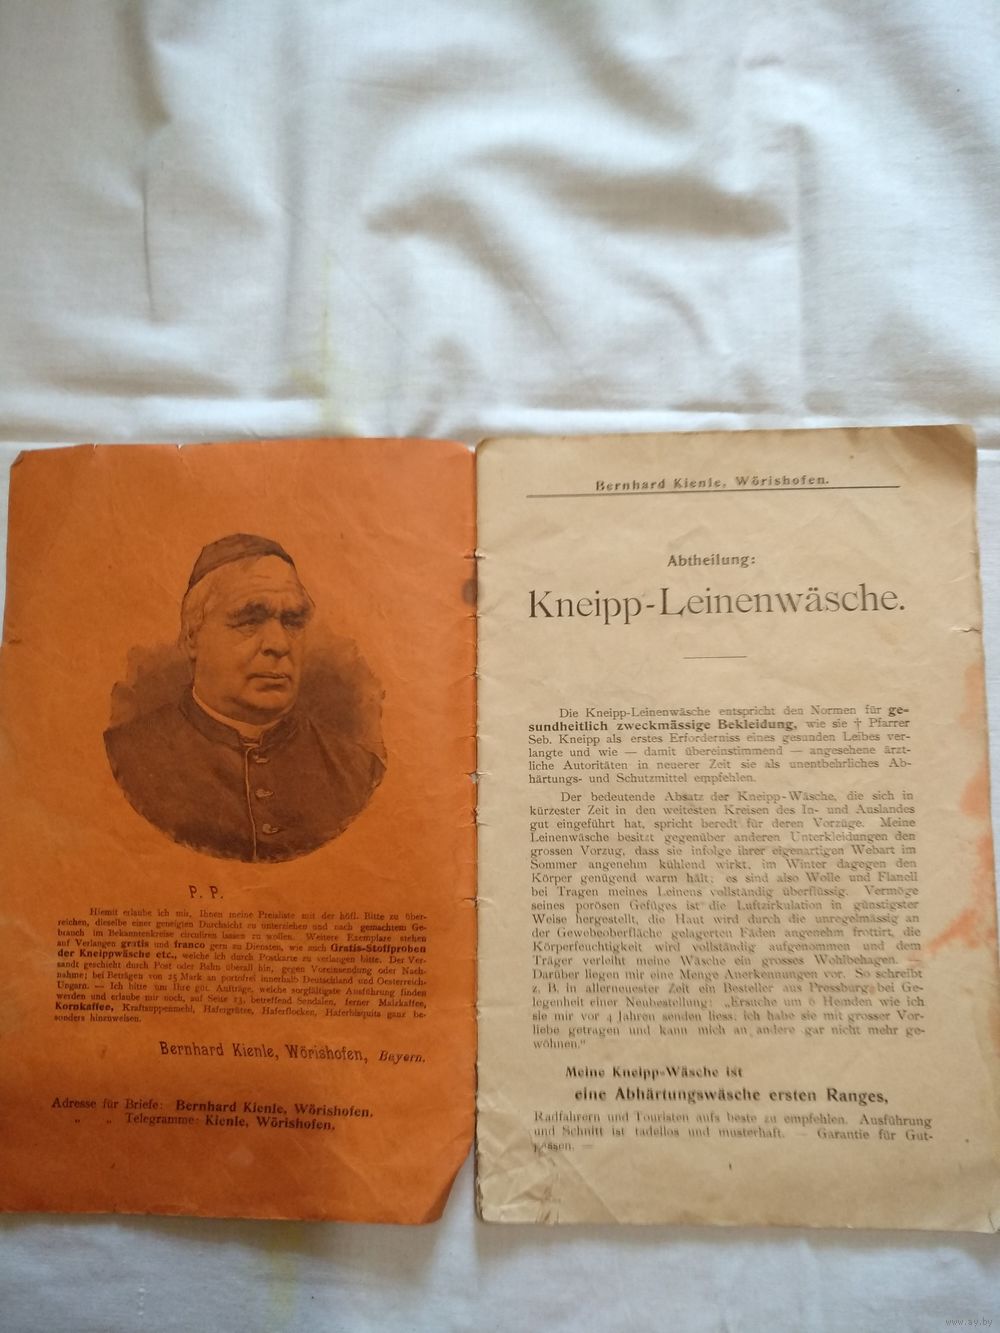 P. P.
Hiemit erlaube ich mir, Ihnen meine Preisliste mit der höfl. Bitte zu über-
reichen, dieselbe einer geneigten Durchsicht zu unterziehen und nach gemachtem Ge-
brauch im Bekanntenkreise circuliren lassen zu wollen. Weitere Exemplare stehen
auf Verlangen gratis und franco gern zu Diensten, wie auch Gratis-Stoffproben
der Kneippwäsche etc., welche ich durch Postkarte zu verlangen bitte. Der Ver-
sandt geschieht durch Post oder Bahn überall hin, gegen Voreinsendung oder Nach-
nahme; bei Beträgen von 25 Mark an portofrei innerhalb Deutschland und Oesterreich-
Ungarn. — Ich bitte um Ihre güt. Aufträge, welche sorgfältigste Ausführung finden
werden und erlaube mir noch, auf Seite 13, betreffend Sandalen, ferner Malzkaffee,
Kornkaffee, Kraftsuppenmehl, Hafergrütze, Haferflocken, Haferbisquits ganz be-
sonders hinzuweisen.
Bernhard Kienle, Wörishofen, Bayern.
Adresse für Briefe: Bernhard Kienle, Wörishofen.
„ „ Telegramme: Kienle, Wörishofen.
Bernhard Kienle, Wörishofen.
Abtheilung:
Kneipp-Leinenwäsche.
Die Kneipp-Leinenwäsche entspricht den Normen für ge-
sundheitlich zweckmässige Bekleidung, wie sie † Pfarrer
Seb. Kneipp als erstes Erforderniss eines gesunden Leibes ver-
langte und wie — damit übereinstimmend — angesehene ärzt-
liche Autoritäten in neuerer Zeit sie als unentbehrliches Ab-
härtungs- und Schutzmittel empfehlen.
Der bedeutende Absatz der Kneipp-Wäsche, die sich in
kürzester Zeit in den weitesten Kreisen des In- und Auslandes
gut eingeführt hat, spricht beredt für deren Vorzüge. Meine
Leinenwäsche besitzt gegenüber anderen Unterkleidungen den
grossen Vorzug, dass sie infolge ihrer eigenartigen Webart im
Sommer angenehm kühlend wirkt, im Winter dagegen den
Körper genügend warm hält; es sind also Wolle und Flanell
bei Tragen meines Leinens vollständig überflüssig. Vermöge
seines porösen Gefüges ist die Luftzirkulation in günstigster
Weise hergestellt, die Haut wird durch die unregelmässig an
der Gewebeoberfläche gelagerten Fäden angenehm frottirt, die
Körperfeuchtigkeit wird vollständig aufgenommen und dem
Träger verleiht meine Wäsche ein grosses Wohlbehagen. —
Darüber liegen mir eine Menge Anerkennungen vor. So schreibt
z. B. in allerneuester Zeit ein Besteller aus Pressburg bei Ge-
legenheit einer Neubestellung: „Ersuche um 6 Hemden wie ich
sie mir vor 4 Jahren senden liess; ich habe sie mit grosser Vor-
liebe getragen und kann mich an andere gar nicht mehr ge-
wöhnen.“
Meine Kneipp-Wäsche ist
eine Abhärtungswäsche ersten Ranges,
Radfahrern und Touristen aufs beste zu empfehlen. Ausführung
und Schnitt ist tadellos und musterhaft. — Garantie für Gut-
passen. —
1
www.ay.by